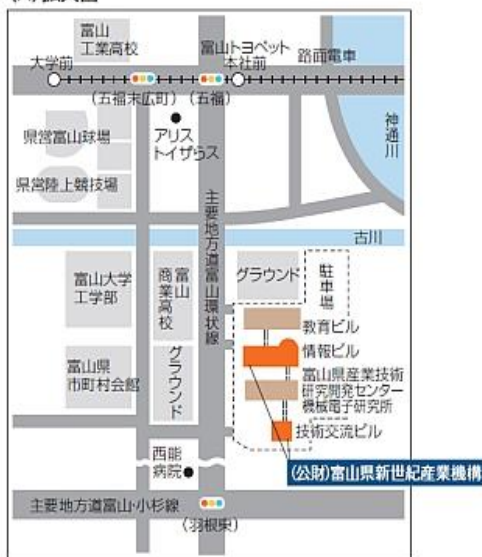 富山
工業高校
大学前
富山トヨペット
本社前
路面電車
(五福末広町)
(五福)
神通川
県営富山球場
アリス
トイザらス
県営陸上競技場
主要地方道富山環状線
古川
富山大学
工学部
富山
商業高校
グラウンド
駐車場
教育ビル
情報ビル
富山県
市町村会館
グラウンド
富山県産業技術
研究開発センター
機械電子研究所
技術交流ビル
西能
病院
(公財)富山県新世紀産業機構
主要地方道富山・小杉線
(羽根東)